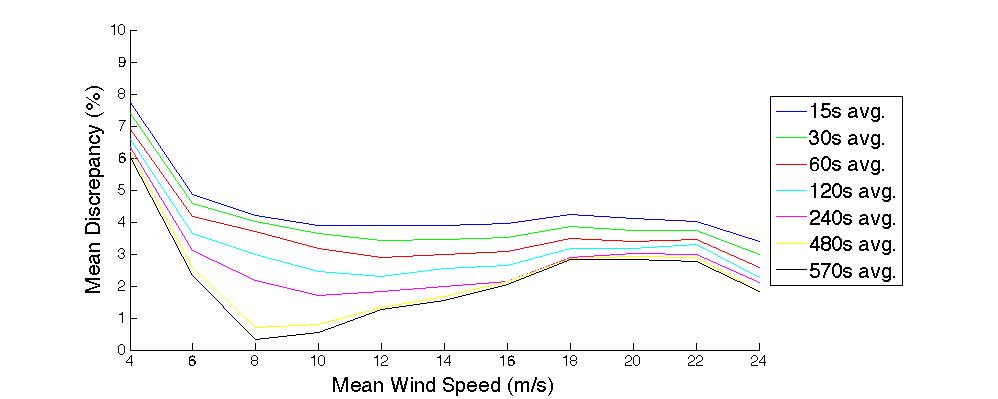 10
9
8
7
6
5
4
3
2
1
0
Mean Discrepancy (%)
4 6 8 10 12 14 16 18 20 22 24
Mean Wind Speed (m/s)
15s avg.
30s avg.
60s avg.
120s avg.
240s avg.
480s avg.
570s avg.